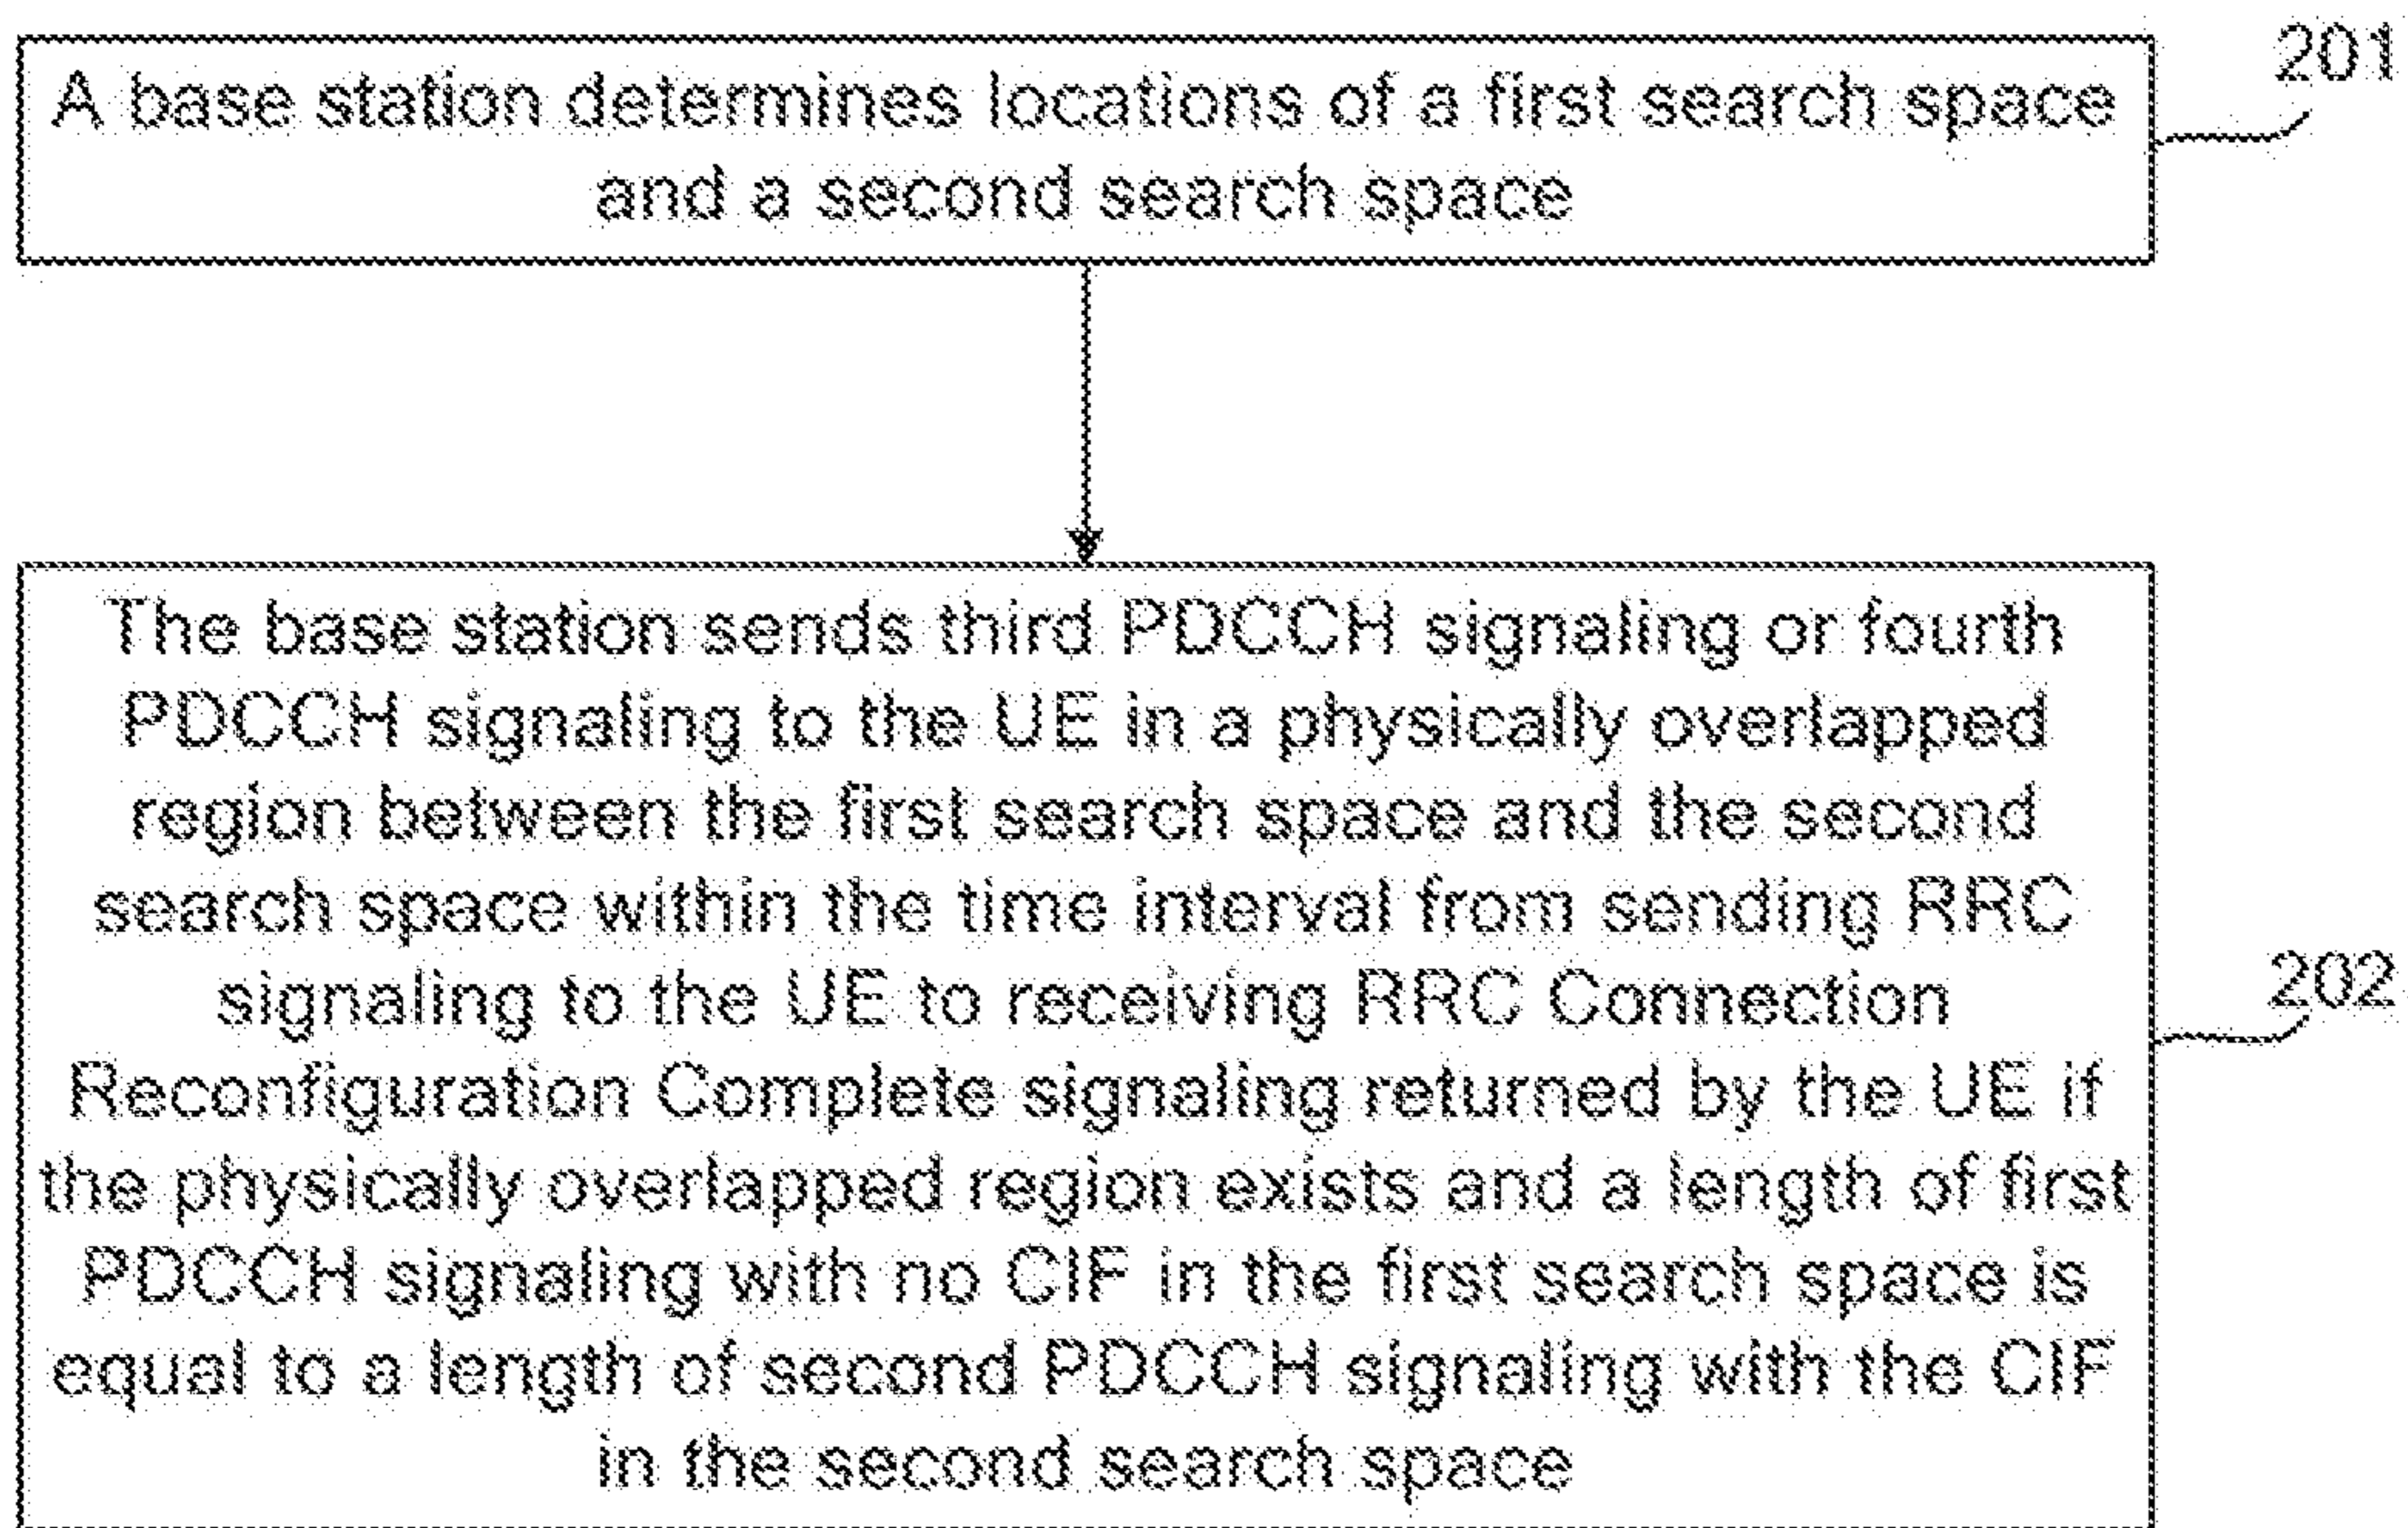 A base station determines locations of a first search space
and a second search space
201
The base station sends third PDCCH signaling or fourth
PDCCH signaling to the UE in a physically overlapped
region between the first search space and the second
search space within the time interval from sending RRC
signaling to the UE to receiving RRC Connection
Reconfiguration Complete signaling returned by the UE if
the physically overlapped region exists and a length of first
PDCCH signaling with no CIF in the first search space is
equal to a length of second PDCCH signaling with the CIF
in the second search space
202